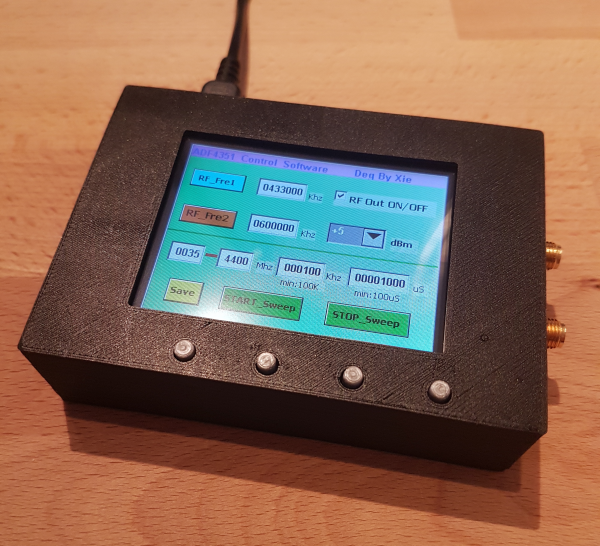 ADF4351 Control Software Deg By Xie
RF_Fre1 0433000 Khz RF Out ON/OFF
RF_Fre2 0600000 Khz +5 dBm
0035 4400 Mhz 000100 Khz 00001000 uS
min:100K min:100uS
Save START_Sweep STOP_Sweep